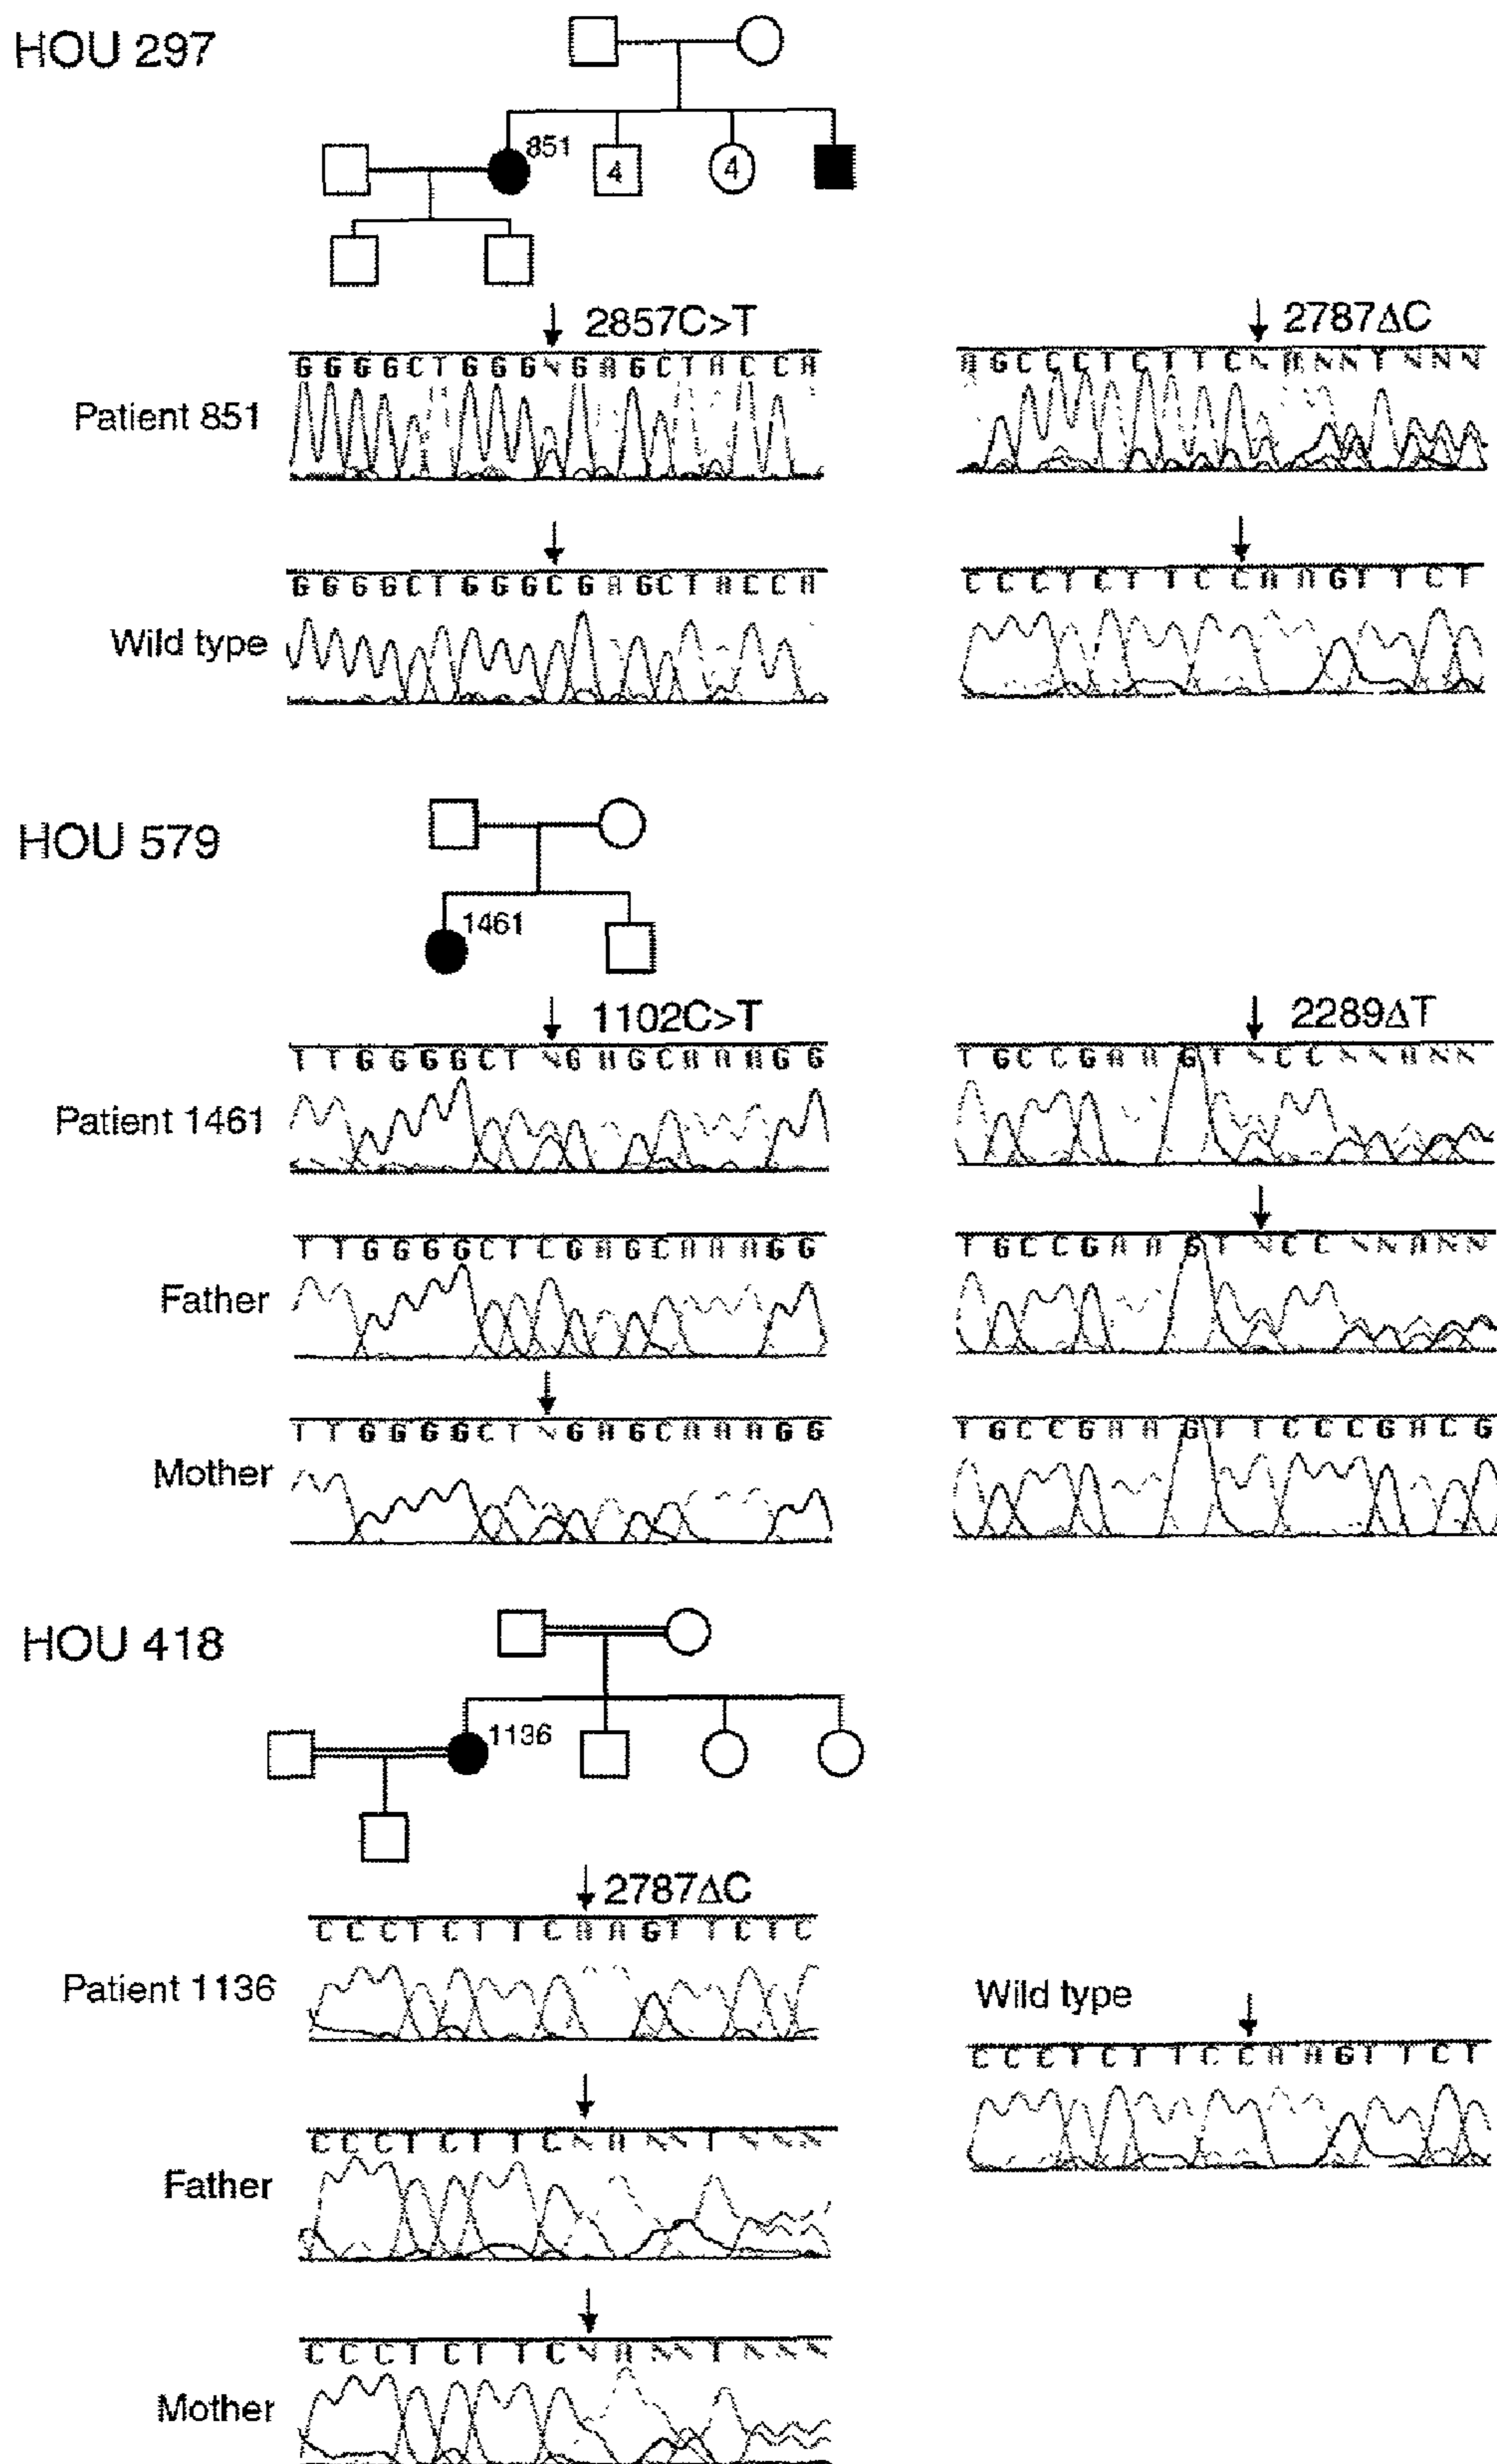 HOU 297
851
4
4
2857C>T
2787ΔC
G G G G C T G G G N G A G C T A C C A
A G C C C T C T T C N A N N T N N N
Patient 851
G G G G C T G G G C G A G C T A C C A
C C C T C T T C C A A G T T C T
Wild type
HOU 579
1461
1102C>T
2289ΔT
T T G G G G C T N G A G C A A A G G
T G C C G A A G T N C C N N A N N
Patient 1461
T T G G G G C T C G A G C A A A G G
T G C C G A A G T N C C N N A N N
Father
T T G G G G C T N G A G C A A A G G
T G C C G A A G T T C C C G A C G
Mother
HOU 418
1136
2787ΔC
C C C T C T T C A A G T T C T C
Patient 1136
Wild type
C C C T C T T C C A A G T T C T
C C C T C T T C N A N N T N N N
Father
C C C T C T T C N A N N T N N N
Mother